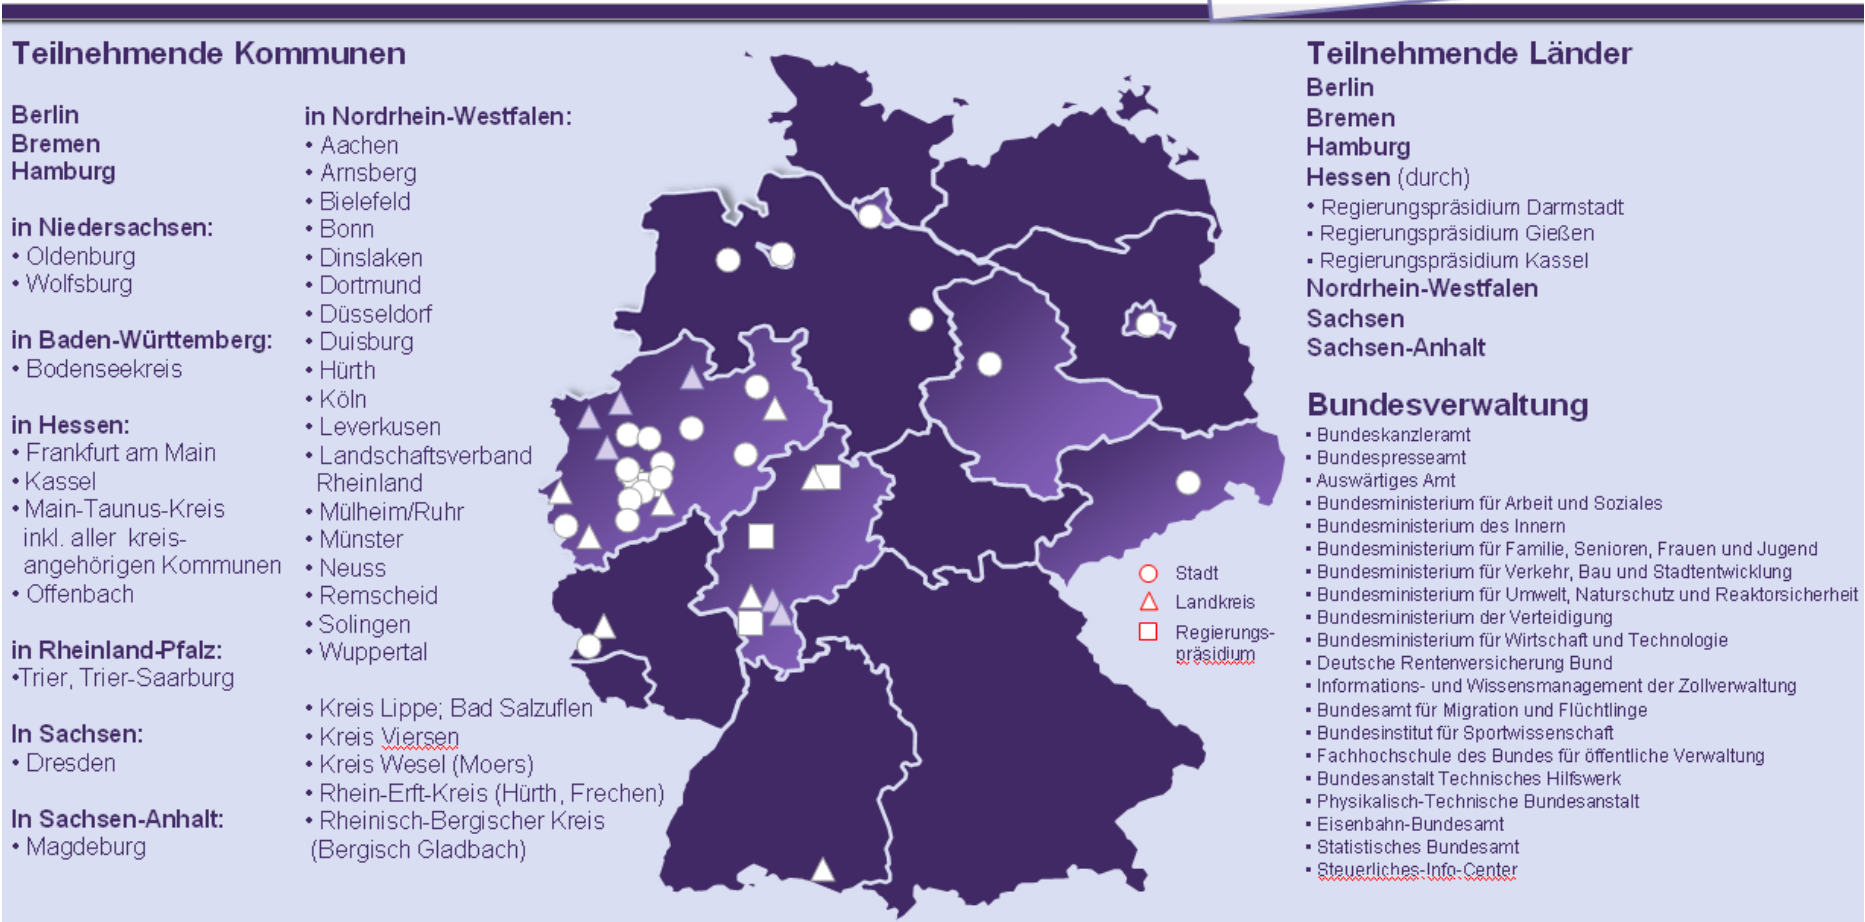 Teilnehmende Kommunen
Berlin
Bremen
Hamburg
in Niedersachsen:
• Oldenburg
• Wolfsburg
in Baden-Württemberg:
• Bodenseekreis
in Hessen:
• Frankfurt am Main
• Kassel
• Main-Taunus-Kreis
inkl. aller kreis-
angehörigen Kommunen
• Offenbach
in Rheinland-Pfalz:
•Trier, Trier-Saarburg
In Sachsen:
• Dresden
In Sachsen-Anhalt:
• Magdeburg
in Nordrhein-Westfalen:
• Aachen
• Arnsberg
• Bielefeld
• Bonn
• Dinslaken
• Dortmund
• Düsseldorf
• Duisburg
• Hürth
• Köln
• Leverkusen
• Landschaftsverband
Rheinland
• Mülheim/Ruhr
• Münster
• Neuss
• Remscheid
• Solingen
• Wuppertal
• Kreis Lippe; Bad Salzuflen
• Kreis Viersen
• Kreis Wesel (Moers)
• Rhein-Erft-Kreis (Hürth, Frechen)
• Rheinisch-Bergischer Kreis
(Bergisch Gladbach)
Stadt
Landkreis
Regierungs-
präsidium
Teilnehmende Länder
Berlin
Bremen
Hamburg
Hessen (durch)
• Regierungspräsidium Darmstadt
▪ Regierungspräsidium Gießen
▪ Regierungspräsidium Kassel
Nordrhein-Westfalen
Sachsen
Sachsen-Anhalt
Bundesverwaltung
▪ Bundeskanzleramt
▪ Bundespresseamt
▪ Auswärtiges Amt
▪ Bundesministerium für Arbeit und Soziales
▪ Bundesministerium des Innern
▪ Bundesministerium für Familie, Senioren, Frauen und Jugend
▪ Bundesministerium für Verkehr, Bau und Stadtentwicklung
▪ Bundesministerium für Umwelt, Naturschutz und Reaktorsicherheit
▪ Bundesministerium der Verteidigung
▪ Bundesministerium für Wirtschaft und Technologie
▪ Deutsche Rentenversicherung Bund
▪ Informations- und Wissensmanagement der Zollverwaltung
▪ Bundesamt für Migration und Flüchtlinge
▪ Bundesinstitut für Sportwissenschaft
▪ Fachhochschule des Bundes für öffentliche Verwaltung
▪ Bundesanstalt Technisches Hilfswerk
▪ Physikalisch-Technische Bundesanstalt
▪ Eisenbahn-Bundesamt
▪ Statistisches Bundesamt
▪ Steuerliches-Info-Center